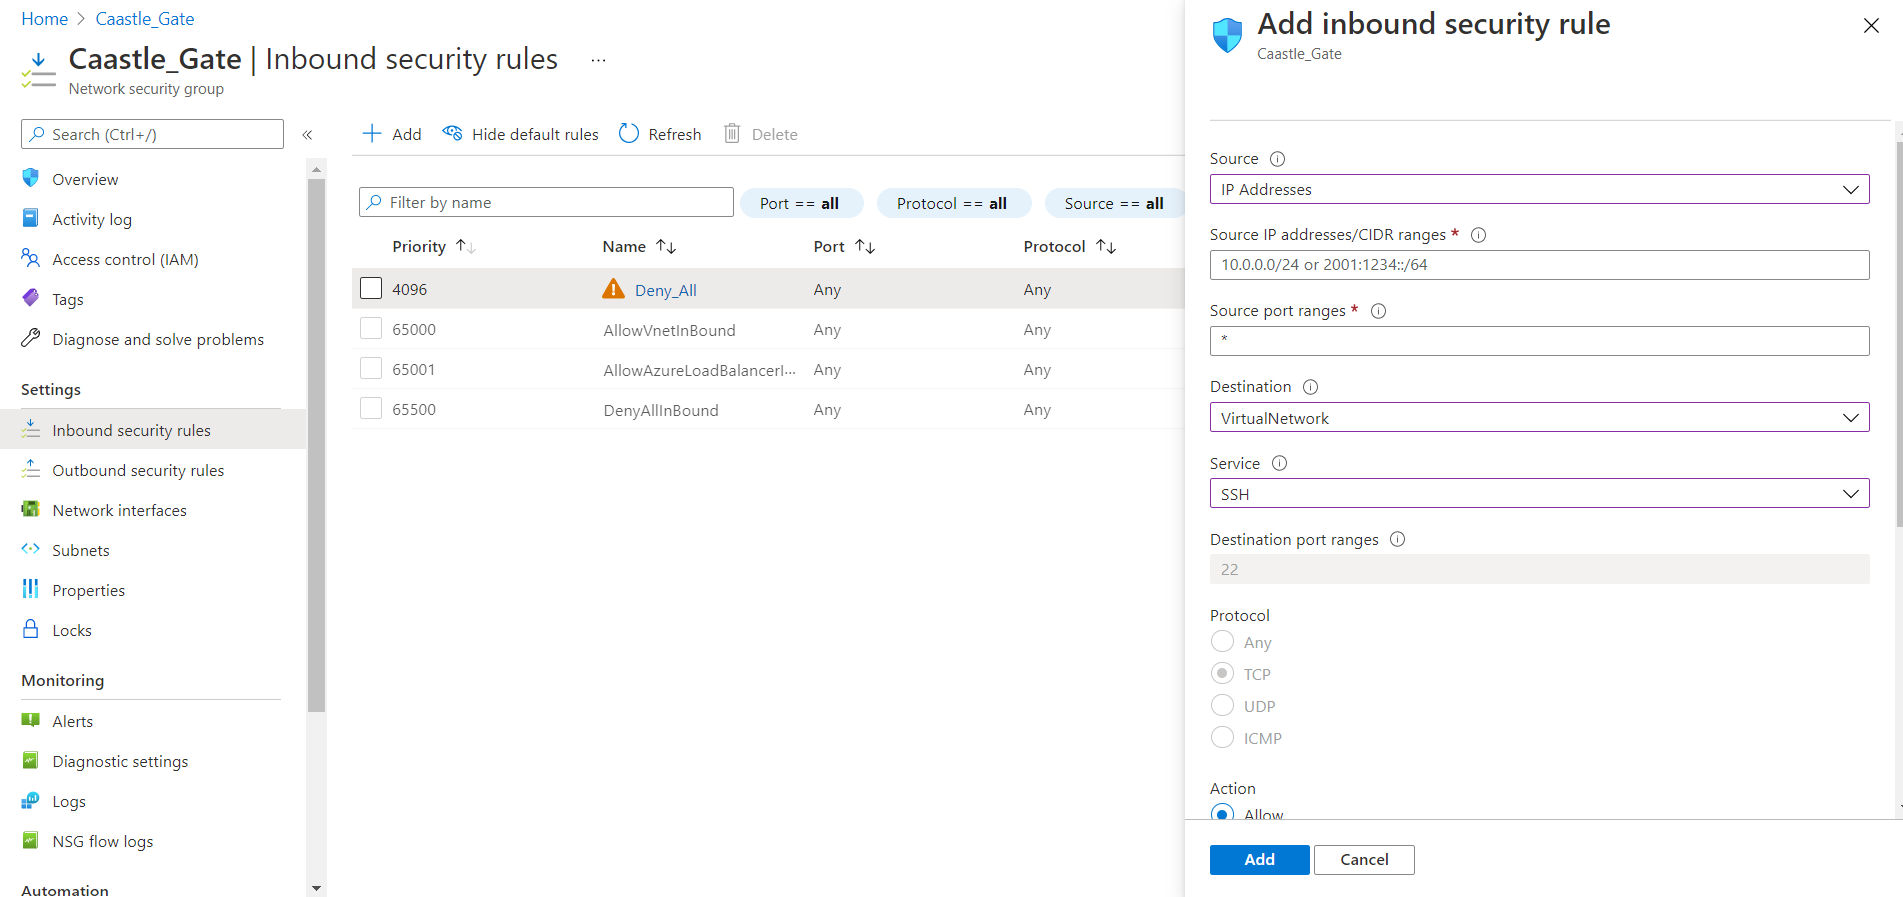 Home > Caastle_Gate
Caastle_Gate | Inbound security rules ...
Network security group
Search (Ctrl+/) «
Overview
Activity log
Access control (IAM)
Tags
Diagnose and solve problems
Settings
Inbound security rules
Outbound security rules
Network interfaces
Subnets
Properties
Locks
Monitoring
Alerts
Diagnostic settings
Logs
NSG flow logs
Automation
Add Hide default rules Refresh Delete
Filter by name Port == all Protocol == all Source == all
Priority Name Port Protocol
4096 Deny_All Any Any
65000 AllowVnetInBound Any Any
65001 AllowAzureLoadBalancerI... Any Any
65500 DenyAllInBound Any Any
Add inbound security rule
Caastle_Gate
Source
IP Addresses
Source IP addresses/CIDR ranges *
10.0.0.0/24 or 2001:1234::/64
Source port ranges *
*
Destination
VirtualNetwork
Service
SSH
Destination port ranges
22
Protocol
Any
TCP
UDP
ICMP
Action
Allow
Add Cancel